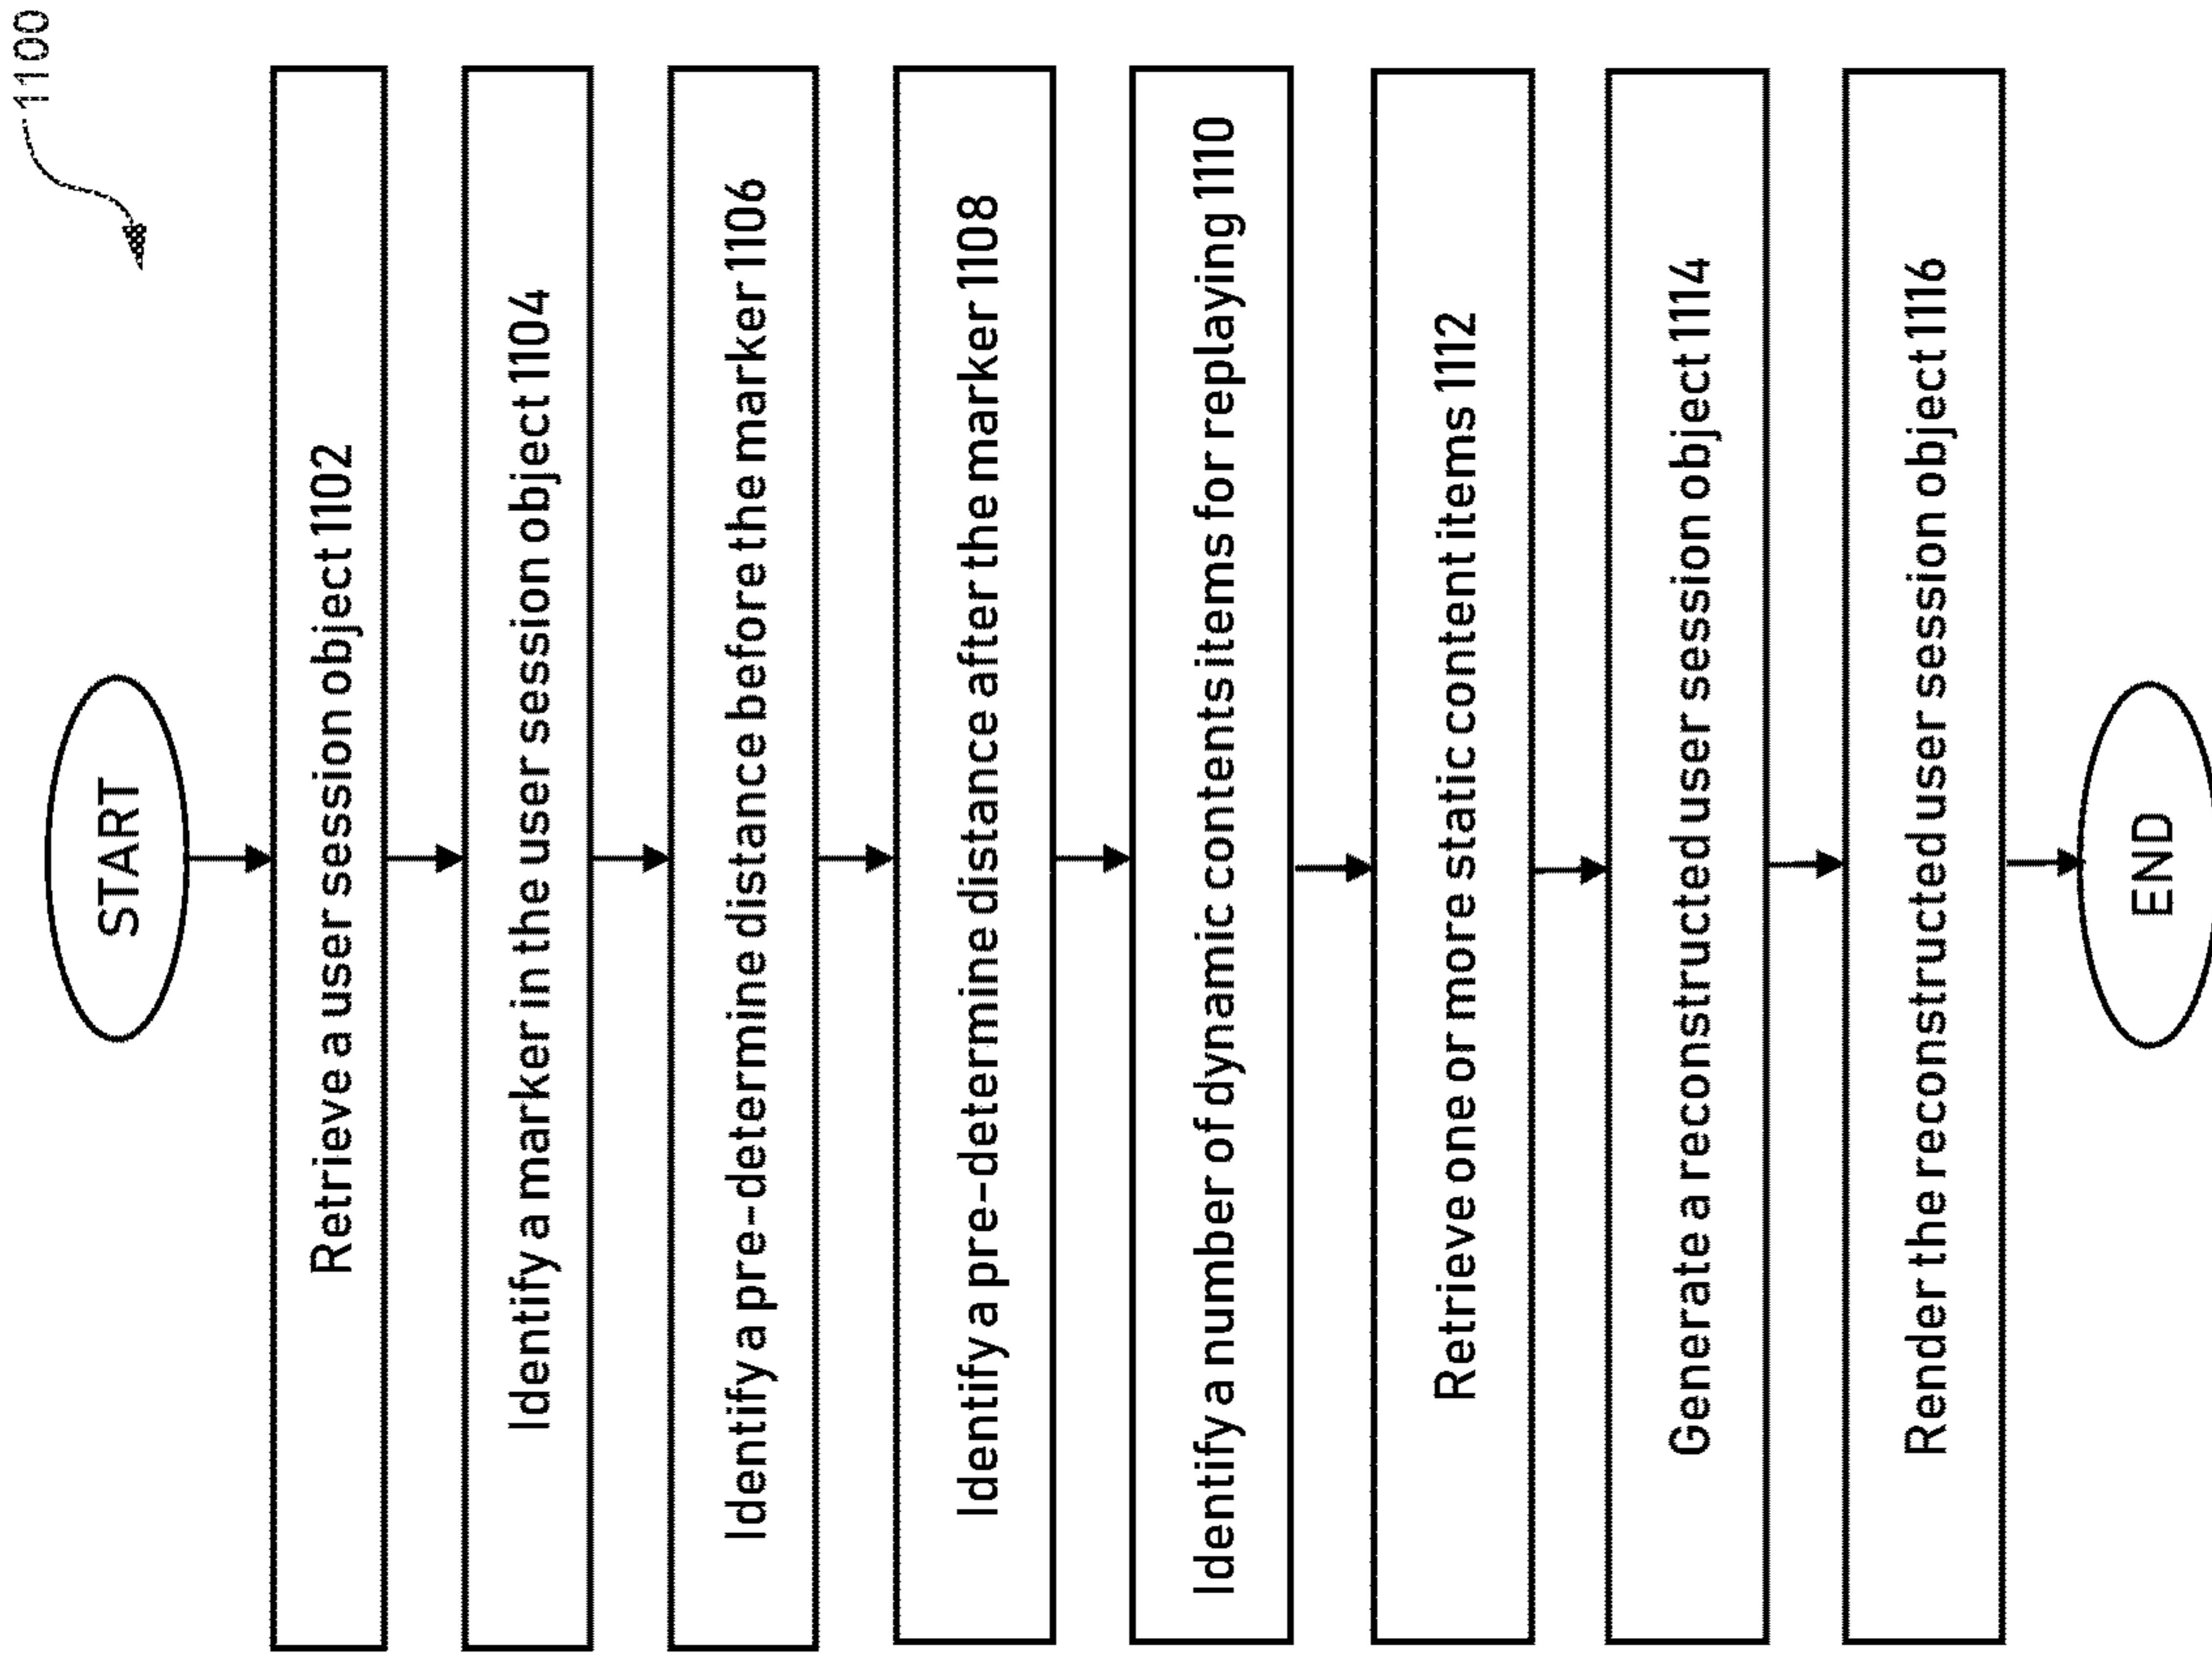 1100
START
Retrieve a user session object 1102
Identify a marker in the user session object 1104
Identify a pre-determine distance before the marker 1106
Identify a pre-determine distance after the marker 1108
Identify a number of dynamic contents items for replaying 1110
Retrieve one or more static content items 1112
Generate a reconstructed user session object 1114
Render the reconstructed user session object 1116
END